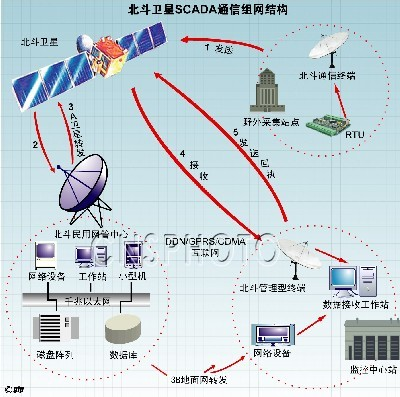 北斗卫星SCADA通信组网结构
北斗卫星
1 发送
北斗通信终端
野外采集站点
RTU
2
3
A返控转发
4
接收
5
发送回执
北斗民用网管中心
DDN/GPRS/CDMA
互联网
CNSPHOTO
网络设备
工作站
小型机
千兆以太网
磁盘阵列
数据库
北斗管理型终端
数据接收工作站
网络设备
监控中心站
3B地面网转发